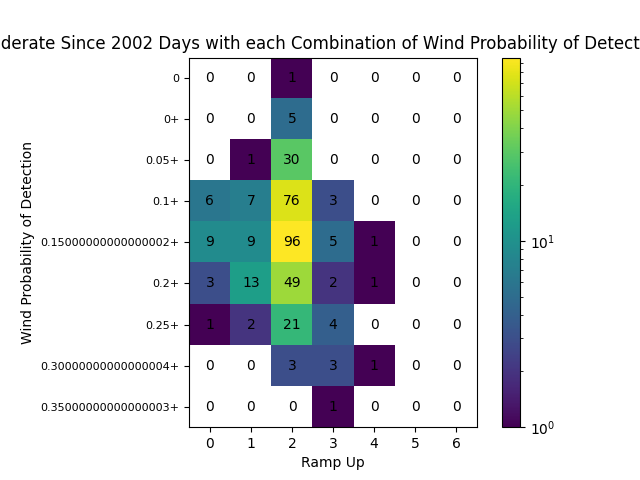 derate Since 2002 Days with each Combination of Wind Probability of Detect
0 0 0 1 0 0 0 0
0+ 0 0 5 0 0 0 0
0.05+ 0 1 30 0 0 0 0
0.1+ 6 7 76 3 0 0 0
0.15000000000000002+ 9 9 96 5 1 0 0
0.2+ 3 13 49 2 1 0 0
0.25+ 1 2 21 4 0 0 0
0.30000000000000004+ 0 0 3 3 1 0 0
0.35000000000000003+ 0 0 0 1 0 0 0
0 1 2 3 4 5 6
Ramp Up
Wind Probability of Detection
10¹
10⁰